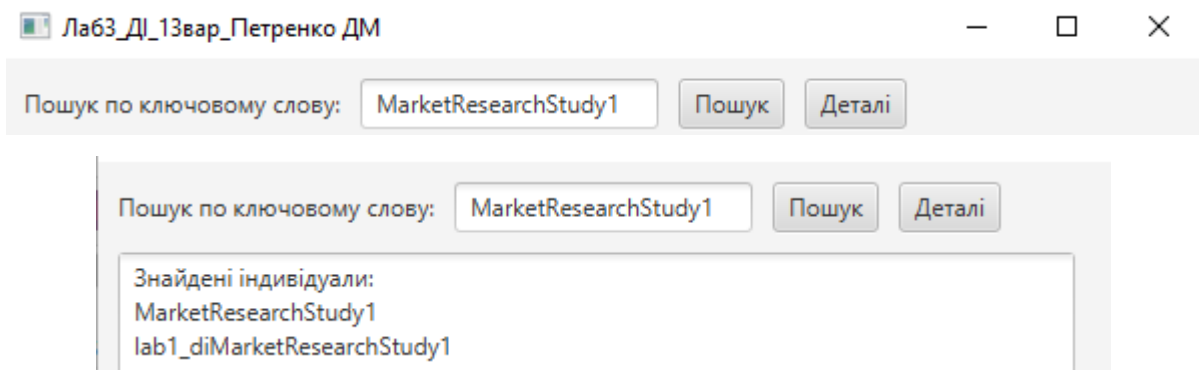 Лаб3_ДІ_13вар_Петренко ДМ
Пошук по ключовому слову: MarketResearchStudy1 Пошук Деталі
Пошук по ключовому слову: MarketResearchStudy1 Пошук Деталі
Знайдені індивідуали:
MarketResearchStudy1
lab1_diMarketResearchStudy1